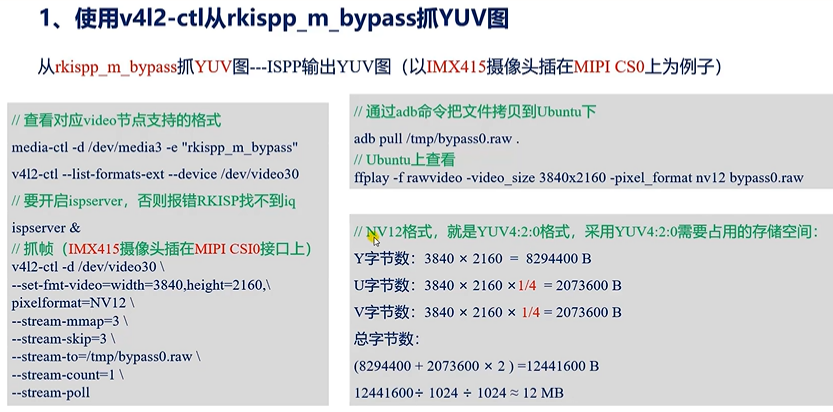 1、使用v4l2-ctl从rkispp_m_bypass抓YUV图
从rkispp_m_bypass抓YUV图---ISPP输出YUV图（以IMX415摄像头插在MIPI CS0上为例子）
// 查看对应video节点支持的格式
media-ctl -d /dev/media3 -e "rkispp_m_bypass"
v4l2-ctl --list-formats-ext --device /dev/video30
// 要开启ispserver，否则报错RKISP找不到iq
ispserver &
// 抓帧（IMX415摄像头插在MIPI CSI0接口上）
v4l2-ctl -d /dev/video30 \
--set-fmt-video=width=3840,height=2160,\
pixelformat=NV12 \
--stream-mmap=3 \
--stream-skip=3 \
--stream-to=/tmp/bypass0.raw \
--stream-count=1 \
--stream-poll
// 通过adb命令把文件拷贝到Ubuntu下
adb pull /tmp/bypass0.raw .
// Ubuntu上查看
ffplay -f rawvideo -video_size 3840x2160 -pixel_format nv12 bypass0.raw
// NV12格式，就是YUV4:2:0格式，采用YUV4:2:0需要占用的存储空间：
Y字节数：3840 × 2160 = 8294400 B
U字节数：3840 × 2160 ×1/4 = 2073600 B
V字节数：3840 × 2160 × 1/4 = 2073600 B
总字节数：
(8294400 + 2073600 × 2 ) =12441600 B
12441600÷ 1024 ÷ 1024 ≈ 12 MB